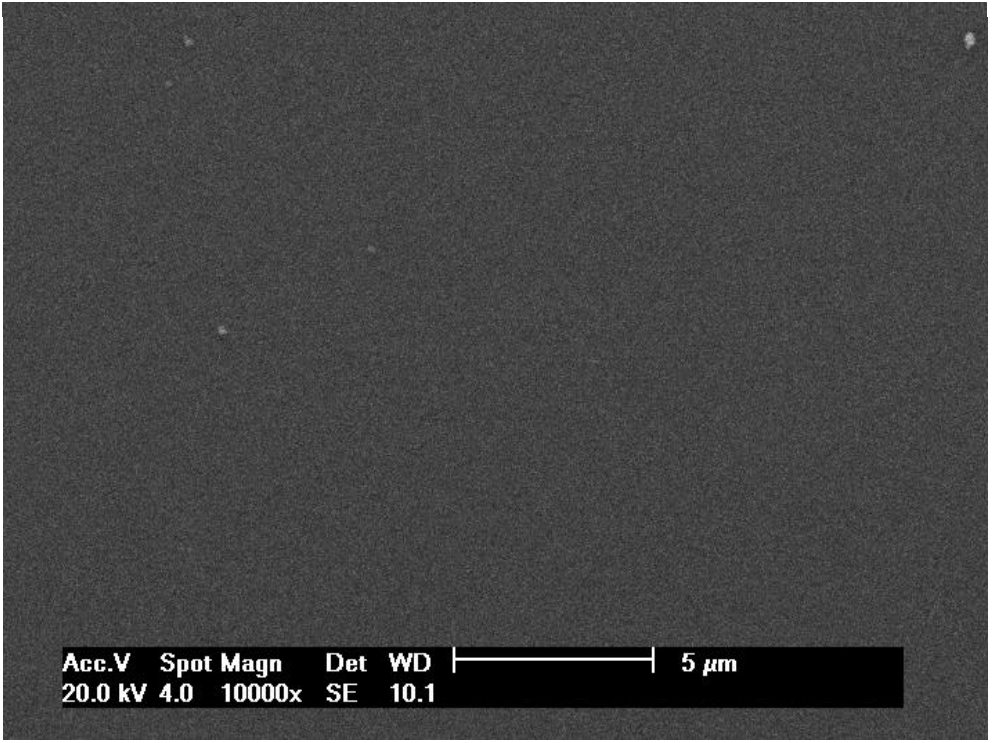 Acc.V Spot Magn Det WD 5 µm
20.0 kV 4.0 10000x SE 10.1